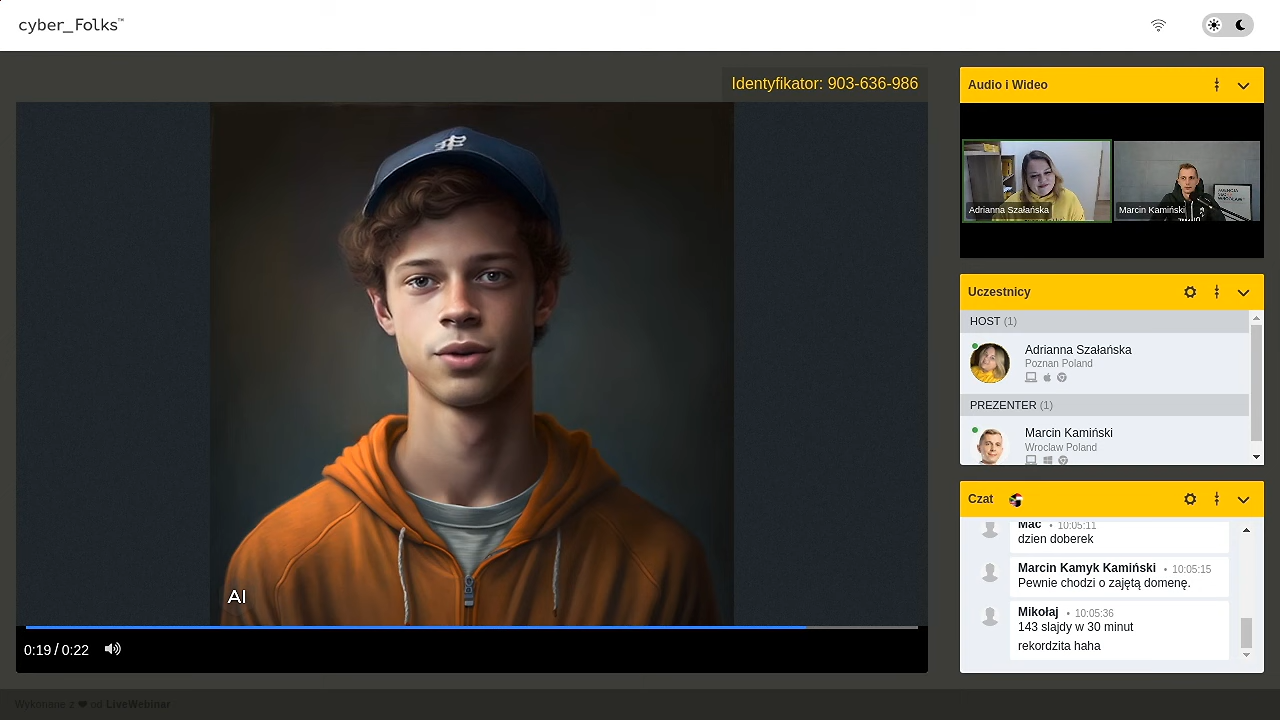 cyber_Folks™
Identyfikator: 903-636-986
AI
0:19 / 0:22
Audio i Wideo
Adrianna Szałańska
Marcin Kamiński
Uczestnicy
HOST (1)
Adrianna Szałańska
Poznan Poland
PREZENTER (1)
Marcin Kamiński
Wroclaw Poland
Czat
Mac • 10:05:11
dzien doberek
Marcin Kamyk Kamiński • 10:05:15
Pewnie chodzi o zajętą domenę.
Mikołaj • 10:05:36
143 slajdy w 30 minut
rekordzita haha
Wykonane z ❤ od LiveWebinar